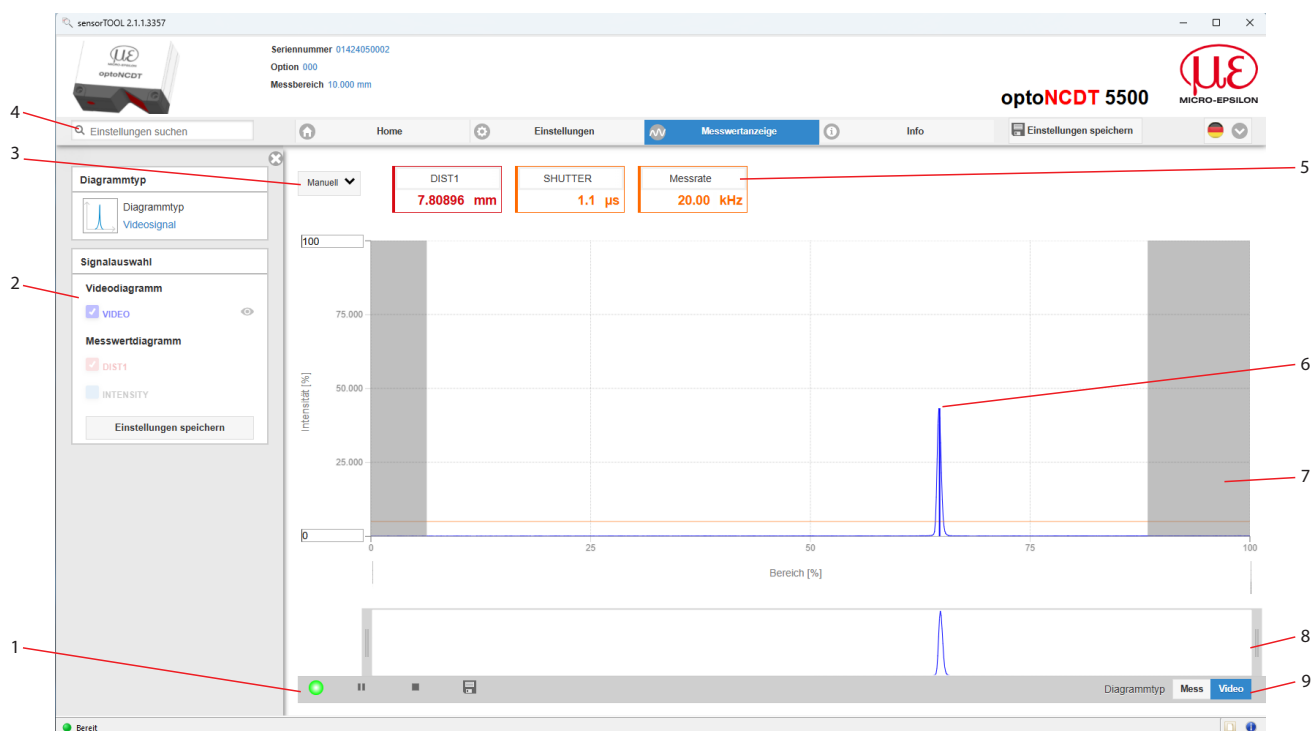 sensorTOOL 2.1.1.3357
με
MICRO-EPSILON
optoNCDT
Seriennummer 01424050002
Option 000
Messbereich 10.000 mm
optoNCDT 5500
με
MICRO-EPSILON
4
Einstellungen suchen
Home
Einstellungen
Messwertanzeige
Info
Einstellungen speichern
3
Diagrammtyp
Diagrammtyp
Videosignal
Manuell
DIST1
7.80896 mm
SHUTTER
1.1 µs
Messrate
20.00 kHz
5
2
Signalauswahl
Videodiagramm
VIDEO
Messwertdiagramm
DIST1
INTENSITY
Einstellungen speichern
100
75.000
50.000
25.000
0
Intensität [%]
0
25
50
75
100
Bereich [%]
6
7
8
1
Diagrammtyp
Mess
Video
9
Bereit